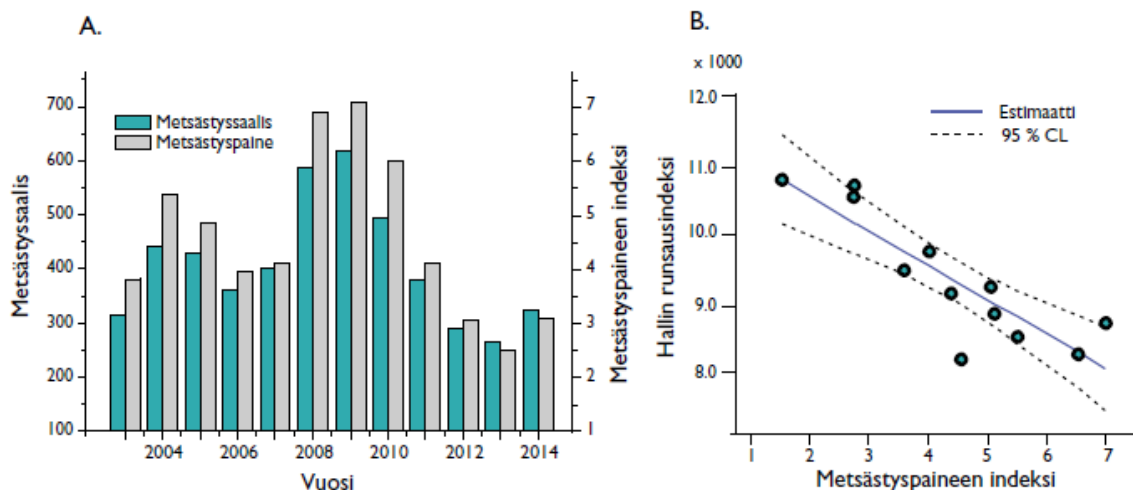 A.
Metsästyssaalis
700
600
500
400
300
200
100
Metsästyssaalis
Metsästyspaine
7
6
5
4
3
2
1
Metsästyspaineen indeksi
2004 2006 2008 2010 2012 2014
Vuosi
B.
x 1000
Hallin runsausindeksi
12.0
11.0
10.0
9.0
8.0
Estimaatti
95 % CL
1 2 3 4 5 6 7
Metsästyspaineen indeksi